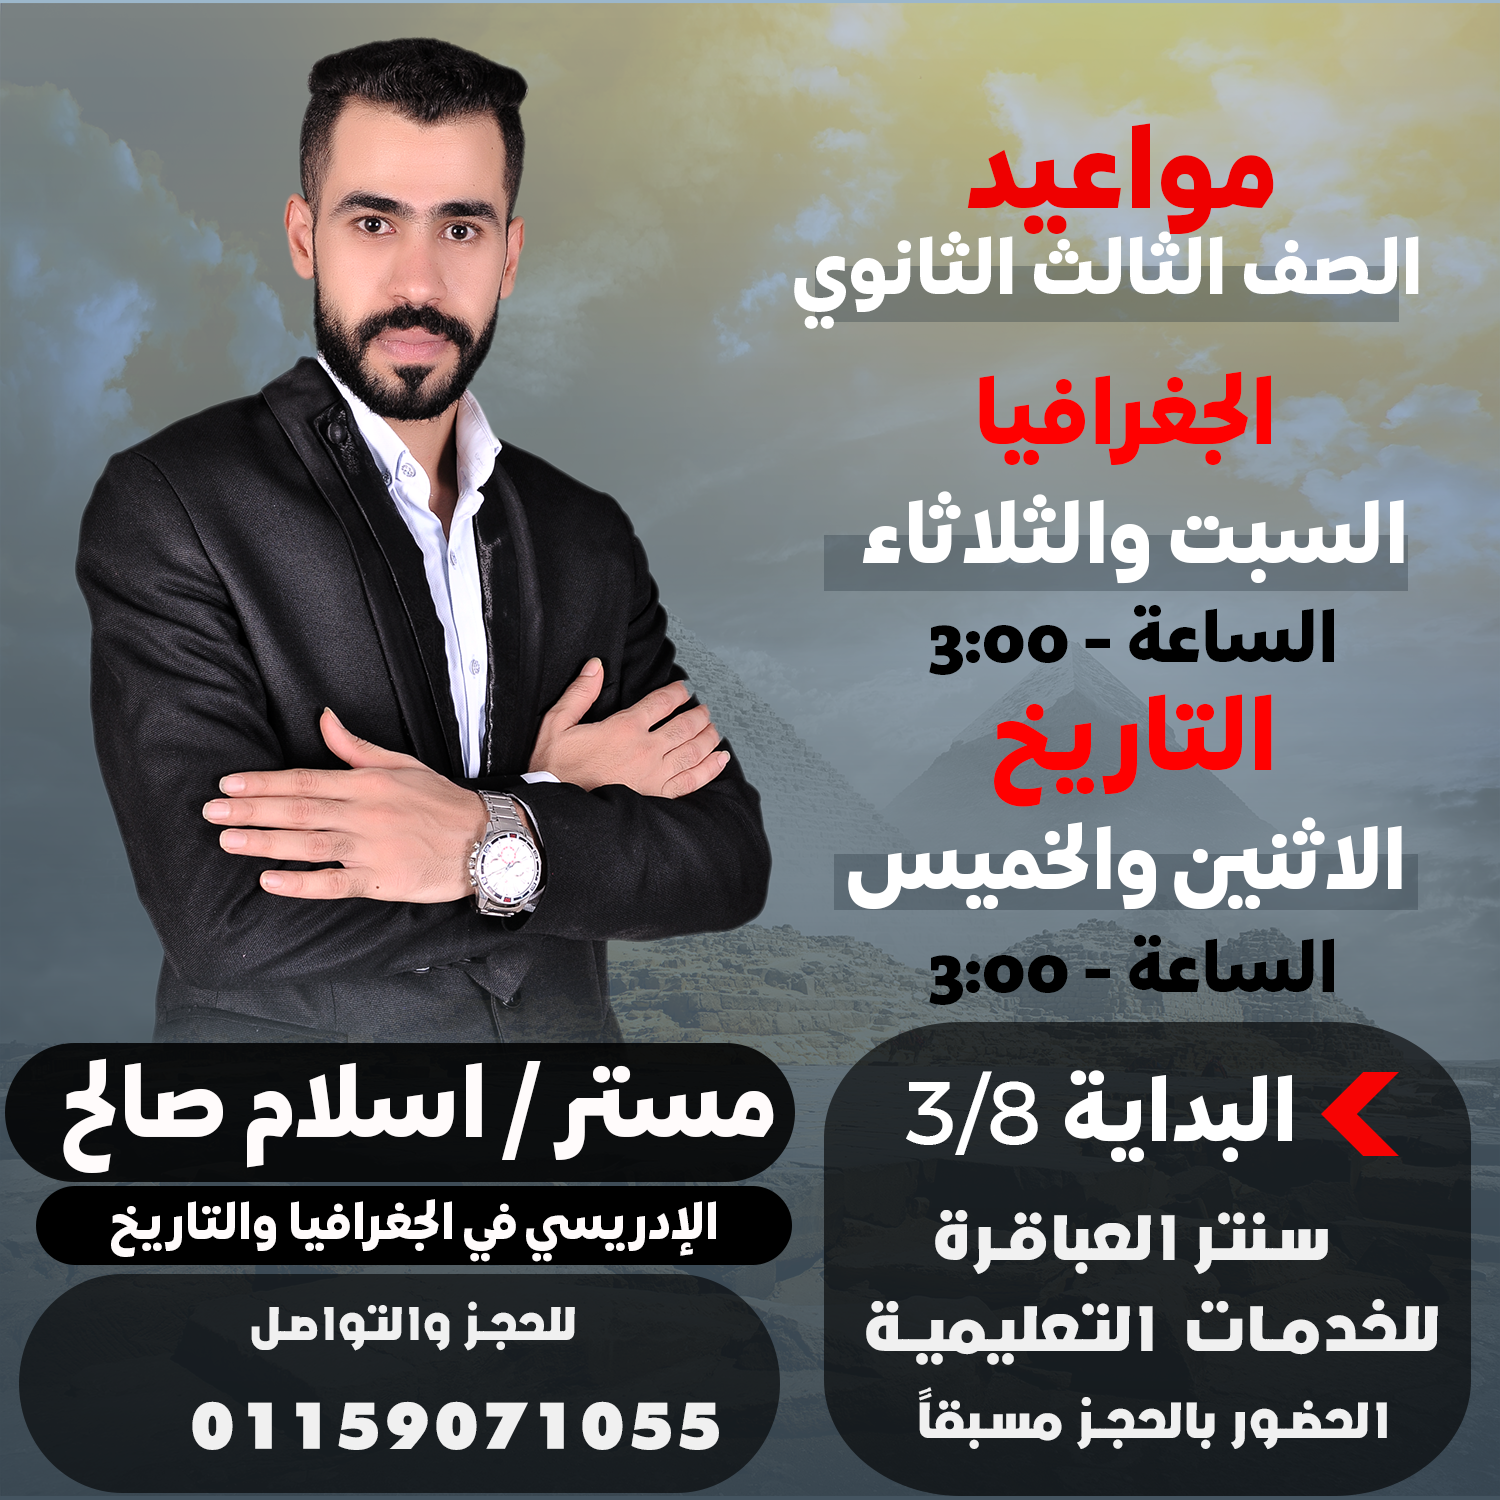 مواعيد
الصف الثالث الثانوي
الجغرافيا
السبت والثلاثاء
الساعة - 3:00
التاريخ
الاثنين والخميس
الساعة - 3:00
البداية 3/8
سنتر العباقرة
للخدمات التعليمية
الحضور بالحجز مسبقاً
مستر / اسلام صالح
الإدريسي في الجغرافيا والتاريخ
للحجز والتواصل
01159071055